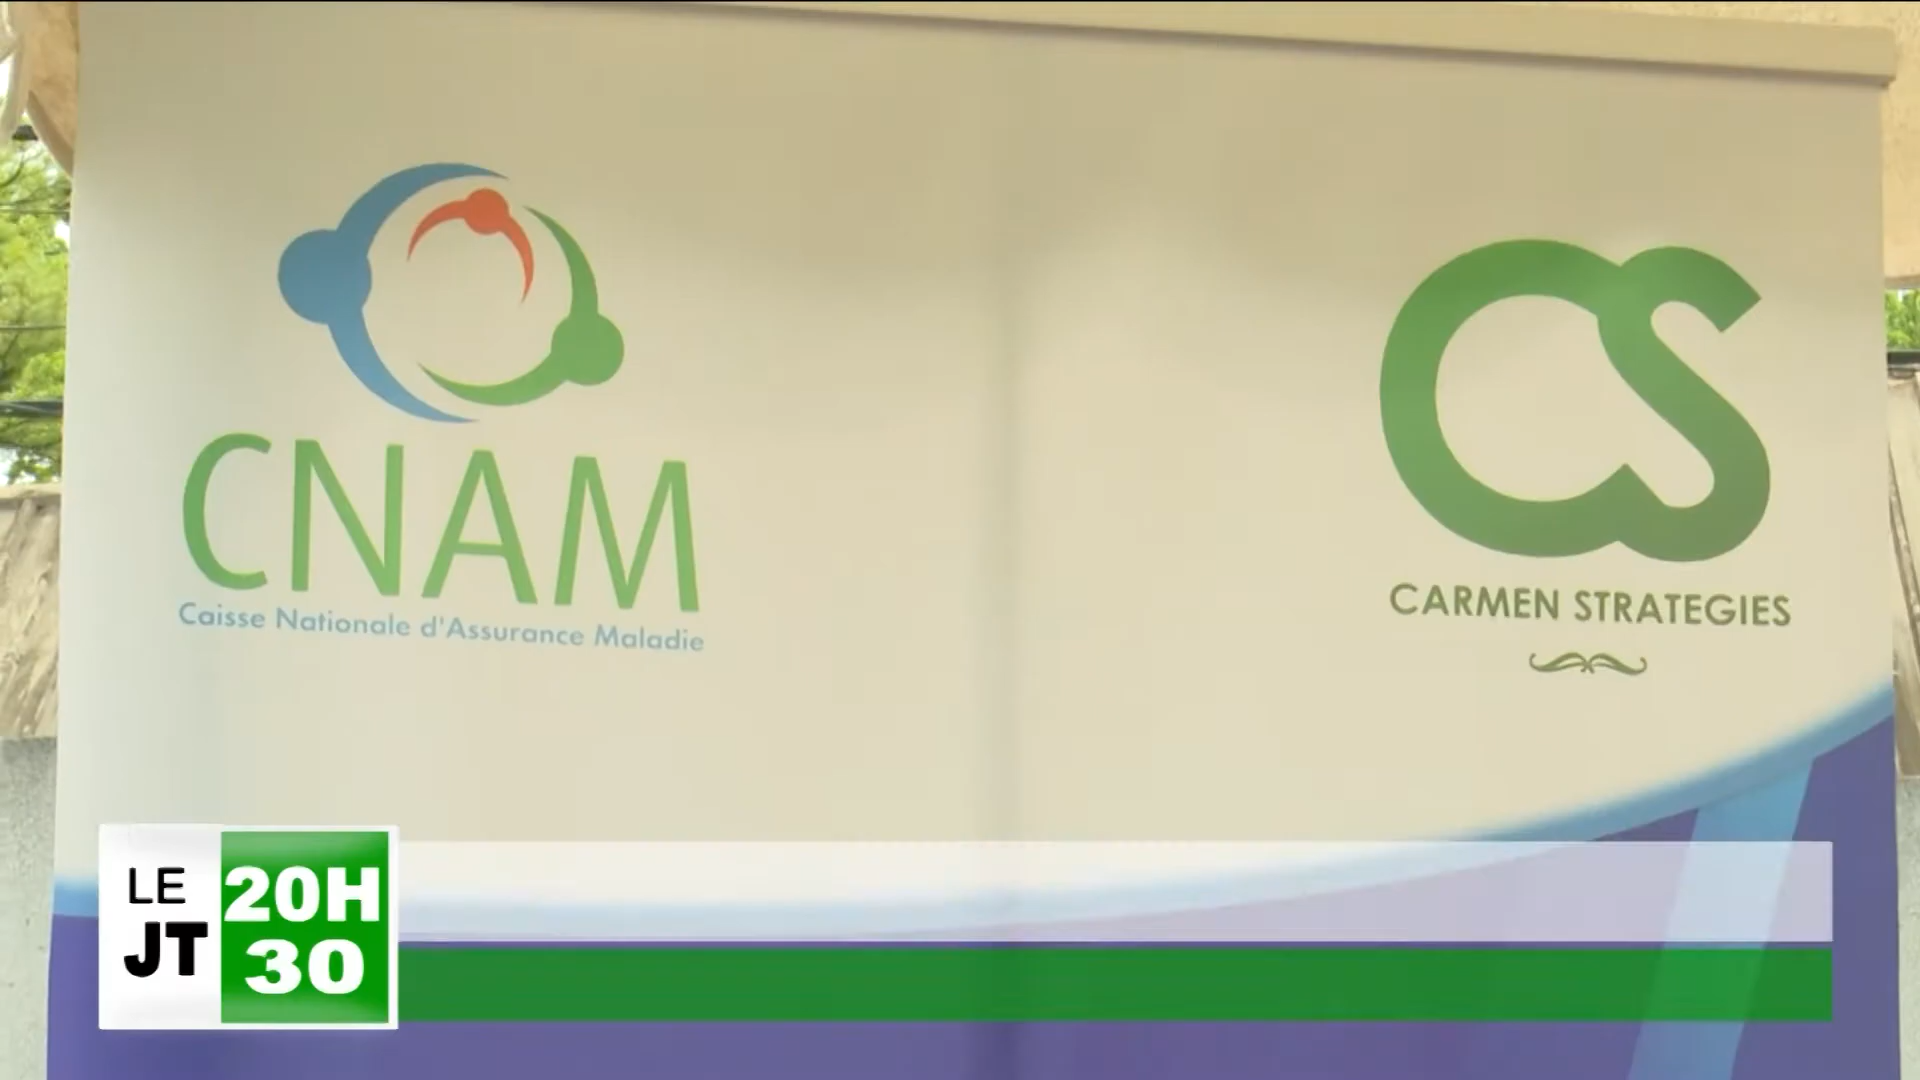 CNAM
Caisse Nationale d'Assurance Maladie
CS
CARMEN STRATEGIES
LE
JT
20H
30